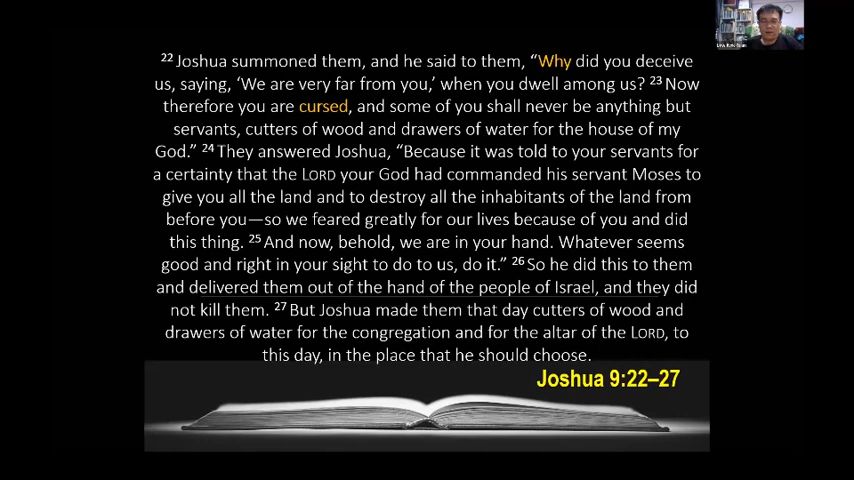 22 Joshua summoned them, and he said to them, “Why did you deceive
us, saying, ‘We are very far from you,’ when you dwell among us? 23 Now
therefore you are cursed, and some of you shall never be anything but
servants, cutters of wood and drawers of water for the house of my
God.” 24 They answered Joshua, “Because it was told to your servants for
a certainty that the LORD your God had commanded his servant Moses to
give you all the land and to destroy all the inhabitants of the land from
before you—so we feared greatly for our lives because of you and did
this thing. 25 And now, behold, we are in your hand. Whatever seems
good and right in your sight to do to us, do it.” 26 So he did this to them
and delivered them out of the hand of the people of Israel, and they did
not kill them. 27 But Joshua made them that day cutters of wood and
drawers of water for the congregation and for the altar of the LORD, to
this day, in the place that he should choose.
Joshua 9:22–27